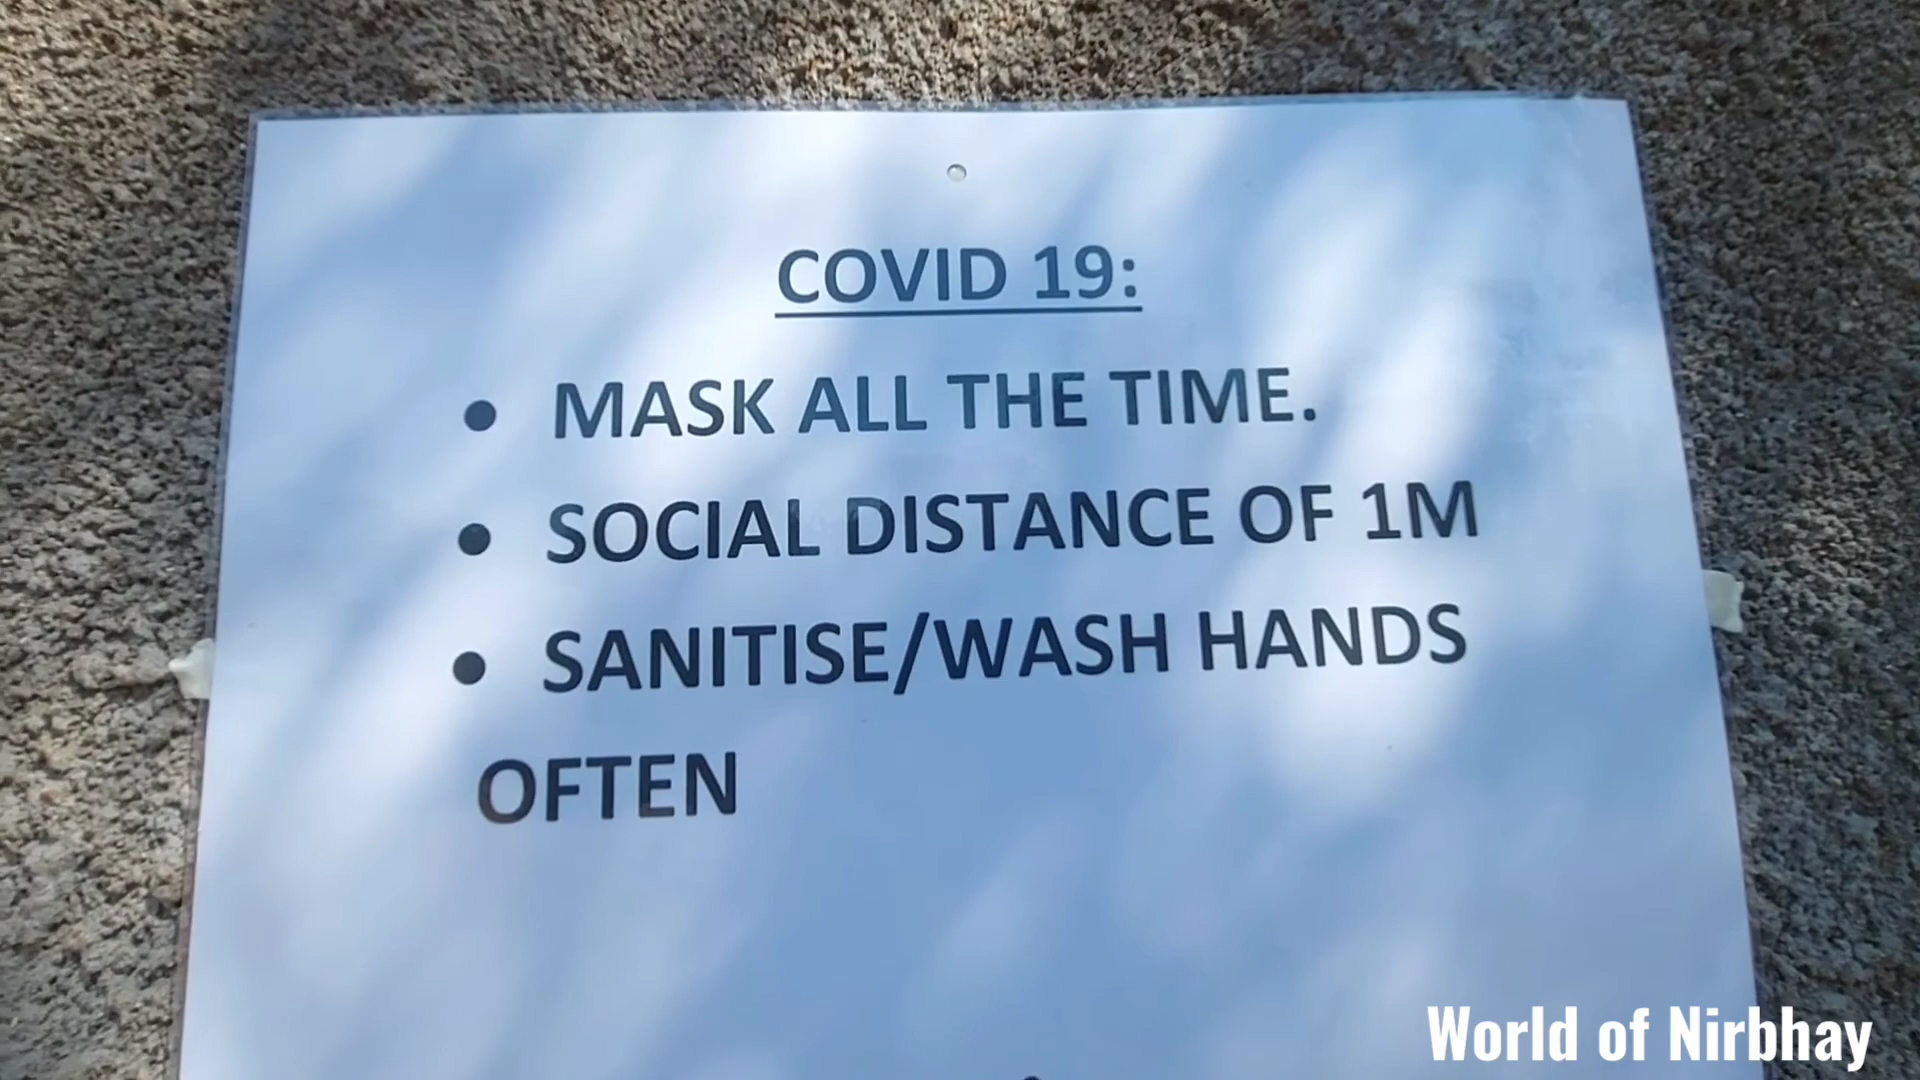 COVID 19:
• MASK ALL THE TIME.
• SOCIAL DISTANCE OF 1M
• SANITISE/WASH HANDS
OFTEN
World of Nirbhay